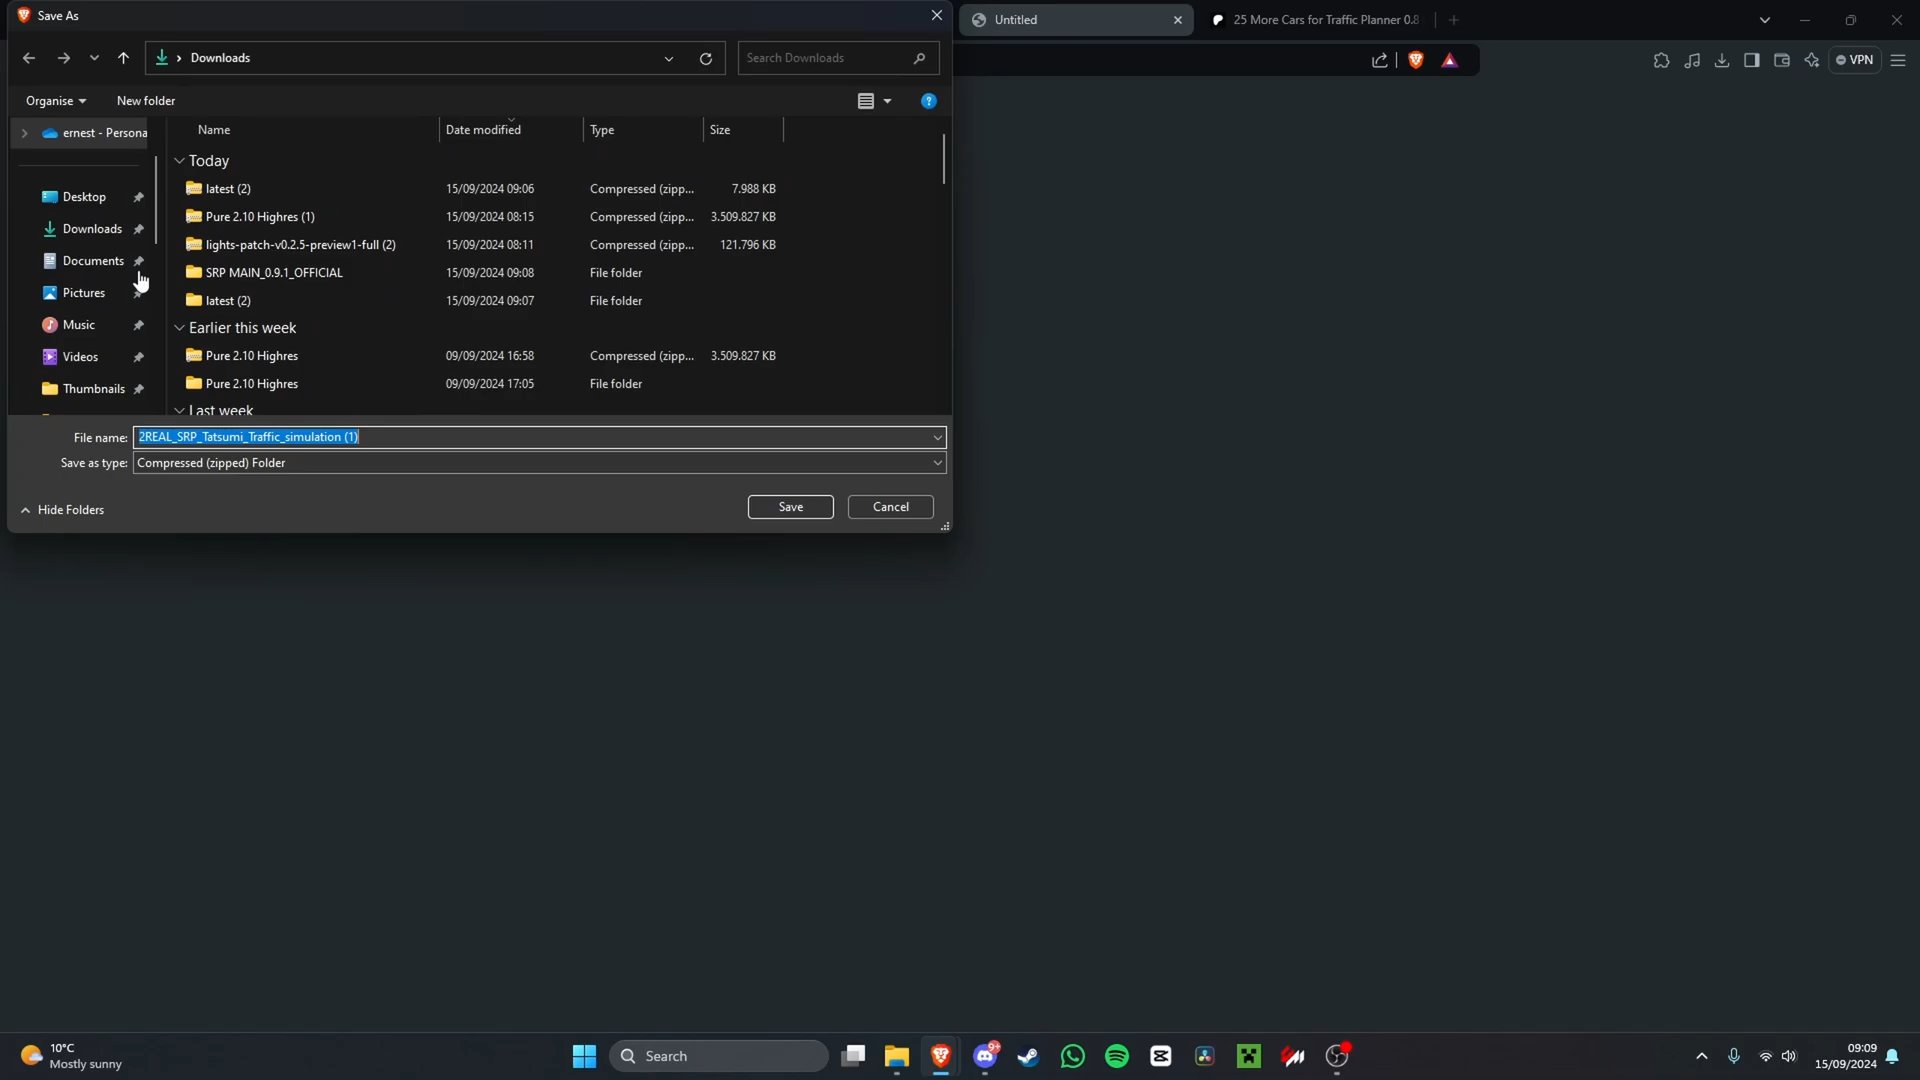 Save As
Untitled
25 More Cars for Traffic Planner 0.8
Downloads
Search Downloads
VPN
Organise
New folder
ernest - Persona
Name
Date modified
Type
Size
Today
Desktop
latest (2)
15/09/2024 09:06
Compressed (zipp...
7.988 KB
Downloads
Pure 2.10 Highres (1)
15/09/2024 08:15
Compressed (zipp...
3.509.827 KB
lights-patch-v0.2.5-preview1-full (2)
15/09/2024 08:11
Compressed (zipp...
121.796 KB
Documents
SRP MAIN_0.9.1_OFFICIAL
15/09/2024 09:08
File folder
Pictures
latest (2)
15/09/2024 09:07
File folder
Music
Earlier this week
Videos
Pure 2.10 Highres
09/09/2024 16:58
Compressed (zipp...
3.509.827 KB
Thumbnails
Pure 2.10 Highres
09/09/2024 17:05
File folder
Last week
File name:
2REAL_SRP_Tatsumi_Traffic_simulation (1)
Save as type:
Compressed (zipped) Folder
Hide Folders
Save
Cancel
10°C
Mostly sunny
Search
9+
09:09
15/09/2024